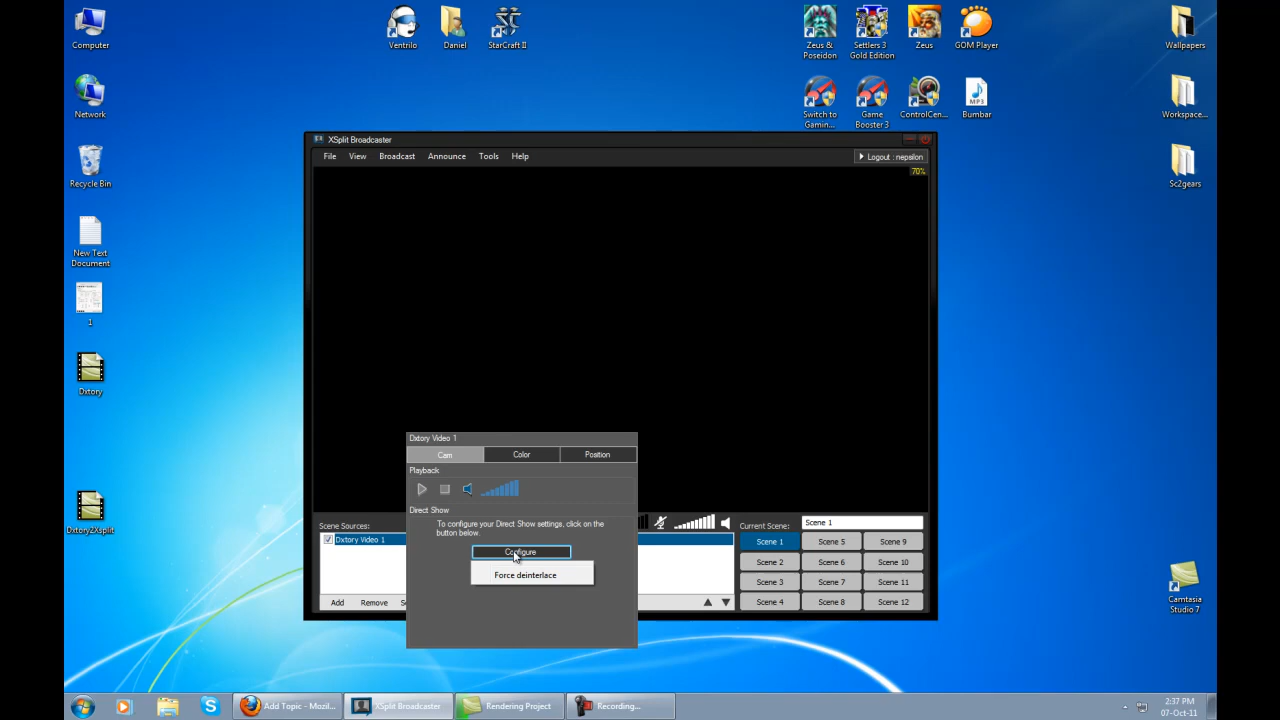 Computer
Ventrilo
Daniel
StarCraft II
Zeus &
Poseidon
Settlers 3
Gold Edition
Zeus
GOM Player
Wallpapers
Network
Switch to
Gamin...
Game
Booster 3
ControlCen...
MP3
Bumbar
Workspace...
Recycle Bin
Sc2gears
New Text
Document
1
Dxtory
Dxtory2Xsplit
Camtasia
Studio 7
XSplit Broadcaster
File View Broadcast Announce Tools Help
Logout : nepsilon
70%
Dxtory Video 1
Cam Color Position
Playback
Direct Show
To configure your Direct Show settings, click on the
button below.
Configure
Force deinterlace
Scene Sources:
Dxtory Video 1
Add Remove
Current Scene: Scene 1
Scene 1 Scene 5 Scene 9
Scene 2 Scene 6 Scene 10
Scene 3 Scene 7 Scene 11
Scene 4 Scene 8 Scene 12
Add Topic - Mozil...
XSplit Broadcaster
Rendering Project
Recording...
2:37 PM
07-Oct-11